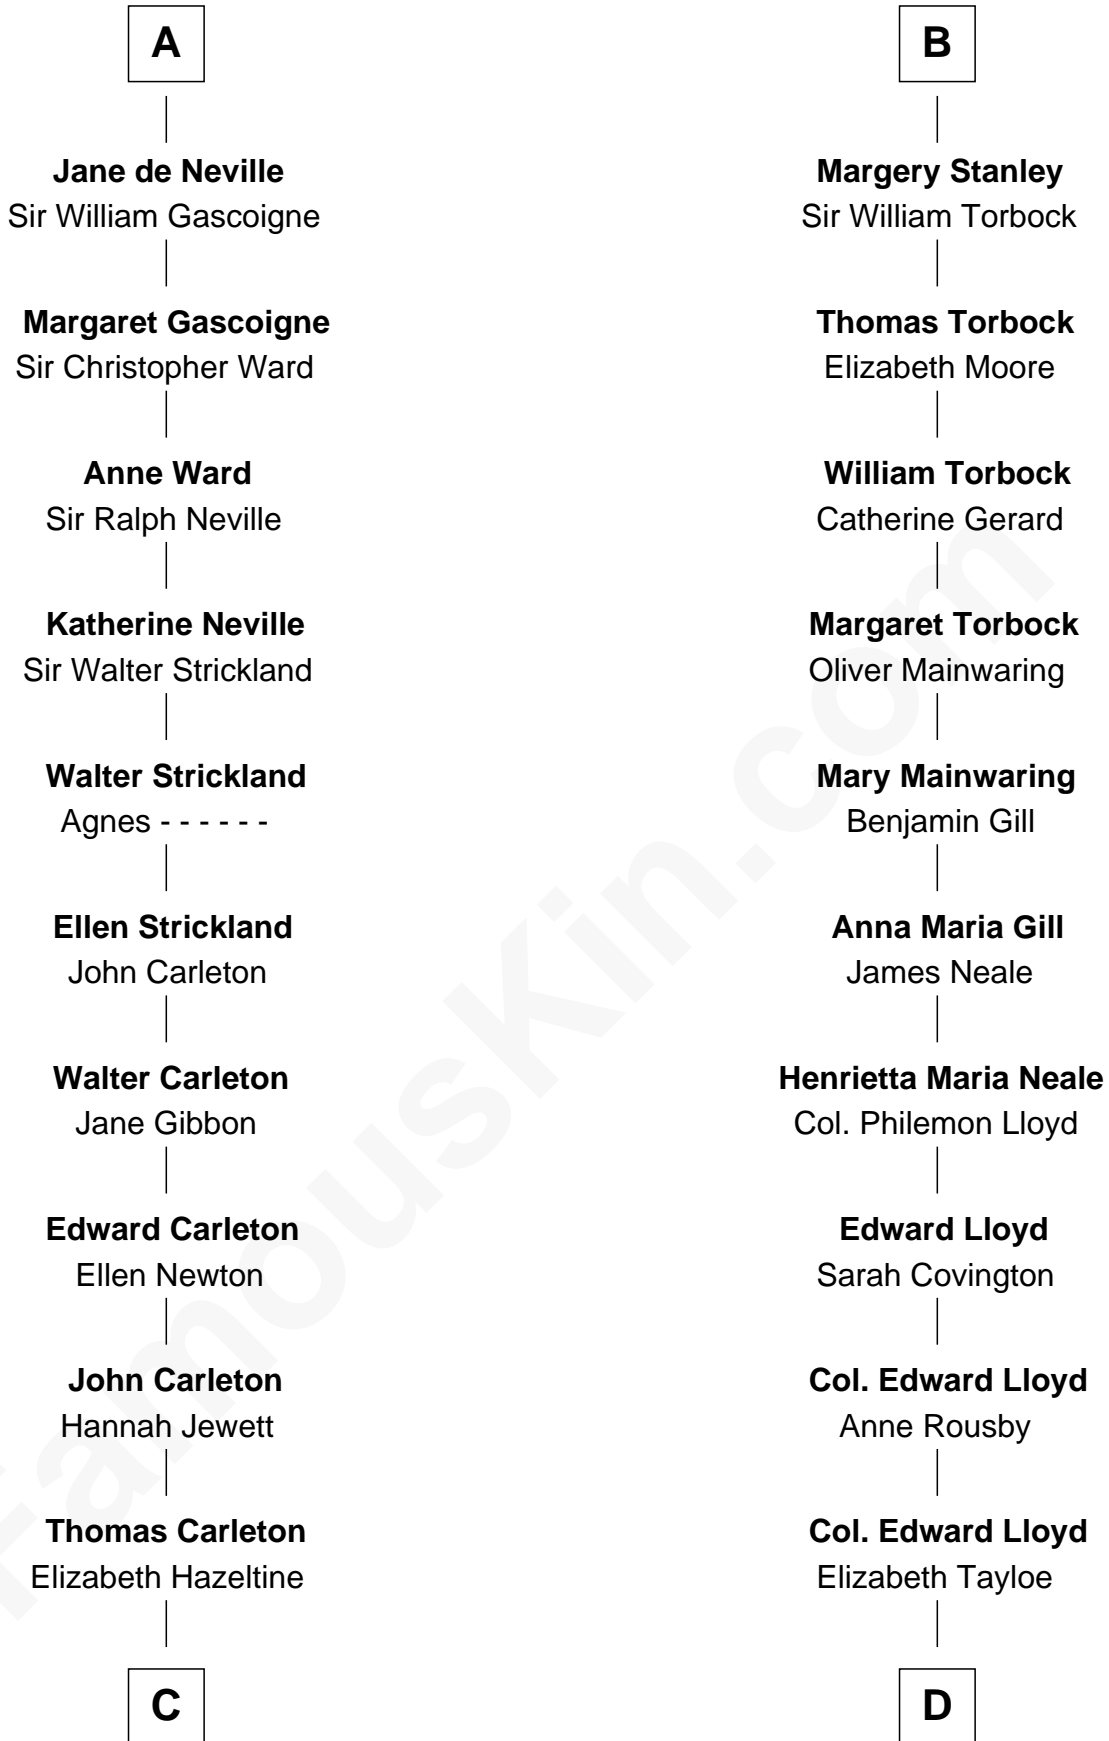 A
Jane de Neville
Sir William Gascoigne
Margaret Gascoigne
Sir Christopher Ward
Anne Ward
Sir Ralph Neville
Katherine Neville
Sir Walter Strickland
Walter Strickland
Agnes - - - - - -
Ellen Strickland
John Carleton
Walter Carleton
Jane Gibbon
Edward Carleton
Ellen Newton
John Carleton
Hannah Jewett
Thomas Carleton
Elizabeth Hazeltine
C
B
Margery Stanley
Sir William Torbock
Thomas Torbock
Elizabeth Moore
William Torbock
Catherine Gerard
Margaret Torbock
Oliver Mainwaring
Mary Mainwaring
Benjamin Gill
Anna Maria Gill
James Neale
Henrietta Maria Neale
Col. Philemon Lloyd
Edward Lloyd
Sarah Covington
Col. Edward Lloyd
Anne Rousby
Col. Edward Lloyd
Elizabeth Tayloe
D
FamousKin.com